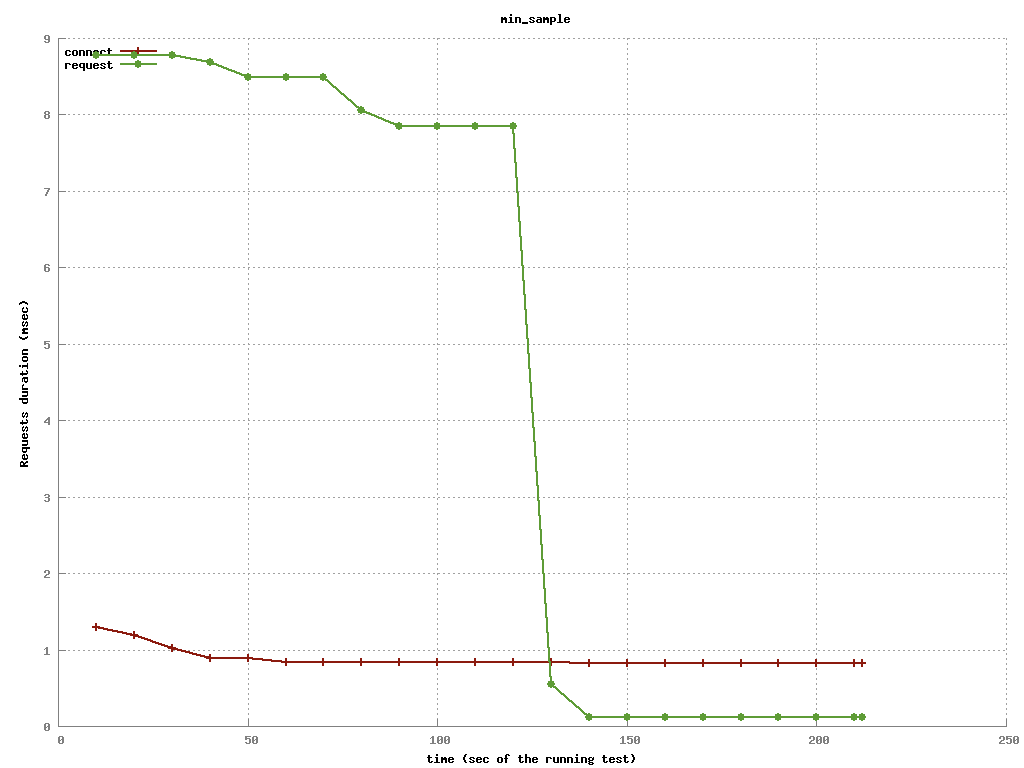 min_sample
connect
request
9
8
7
6
5
4
3
2
1
0
Requests duration (msec)
0 50 100 150 200 250
time (sec of the running test)